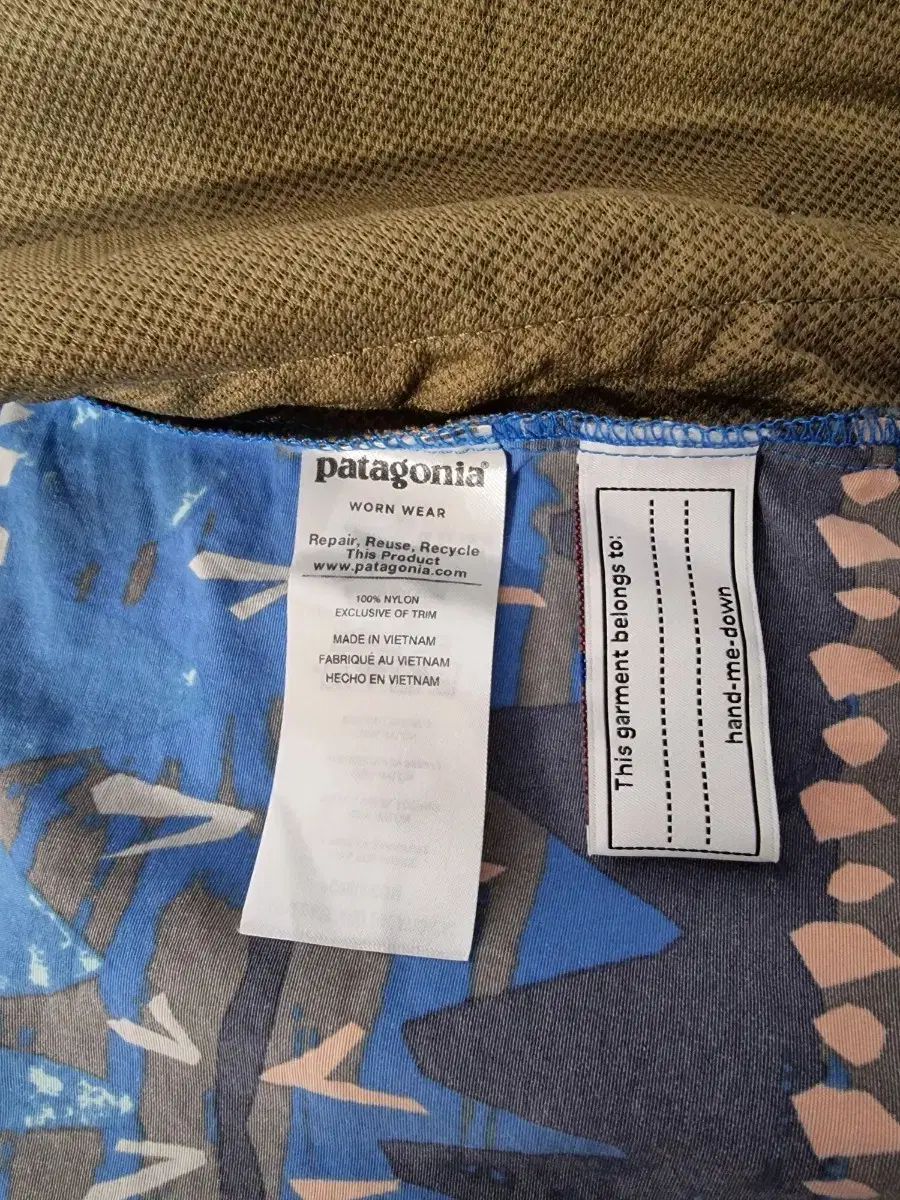 patagonia®
WORN WEAR
Repair, Reuse, Recycle
This Product
www.patagonia.com
100% NYLON
EXCLUSIVE OF TRIM
MADE IN VIETNAM
FABRIQUÉ AU VIETNAM
HECHO EN VIETNAM
This garment belongs to:
hand-me-down